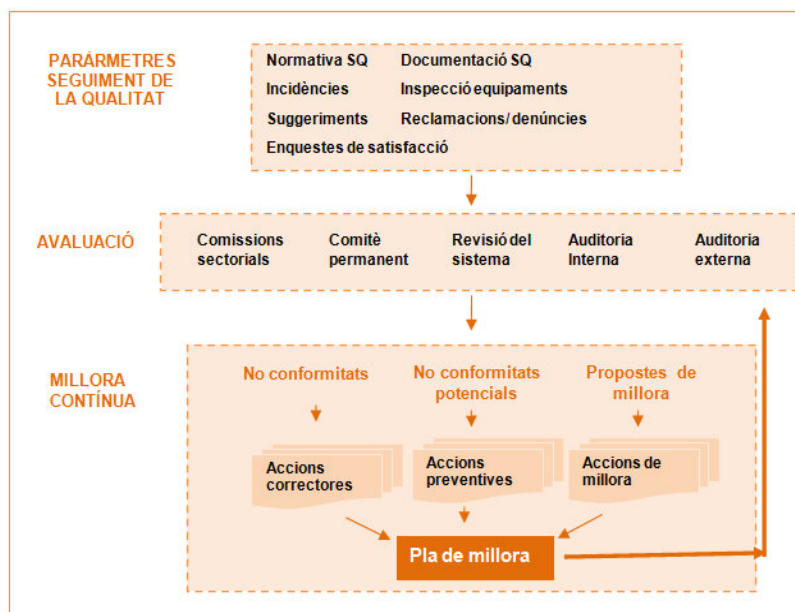 PARÀRMETRES
SEGUIMENT DE
LA QUALITAT
Normativa SQ Documentació SQ
Incidències Inspecció equipaments
Suggeriments Reclamacions/ denúncies
Enquestes de satisfacció
AVALUACIÓ
Comissions sectorials
Comitè permanent
Revisió del sistema
Auditoria Interna
Auditoria externa
MILLORA
CONTÍNUA
No conformitats
No conformitats
potencials
Propostes de
millora
Accions
correctores
Accions
preventives
Accions de
millora
Pla de millora